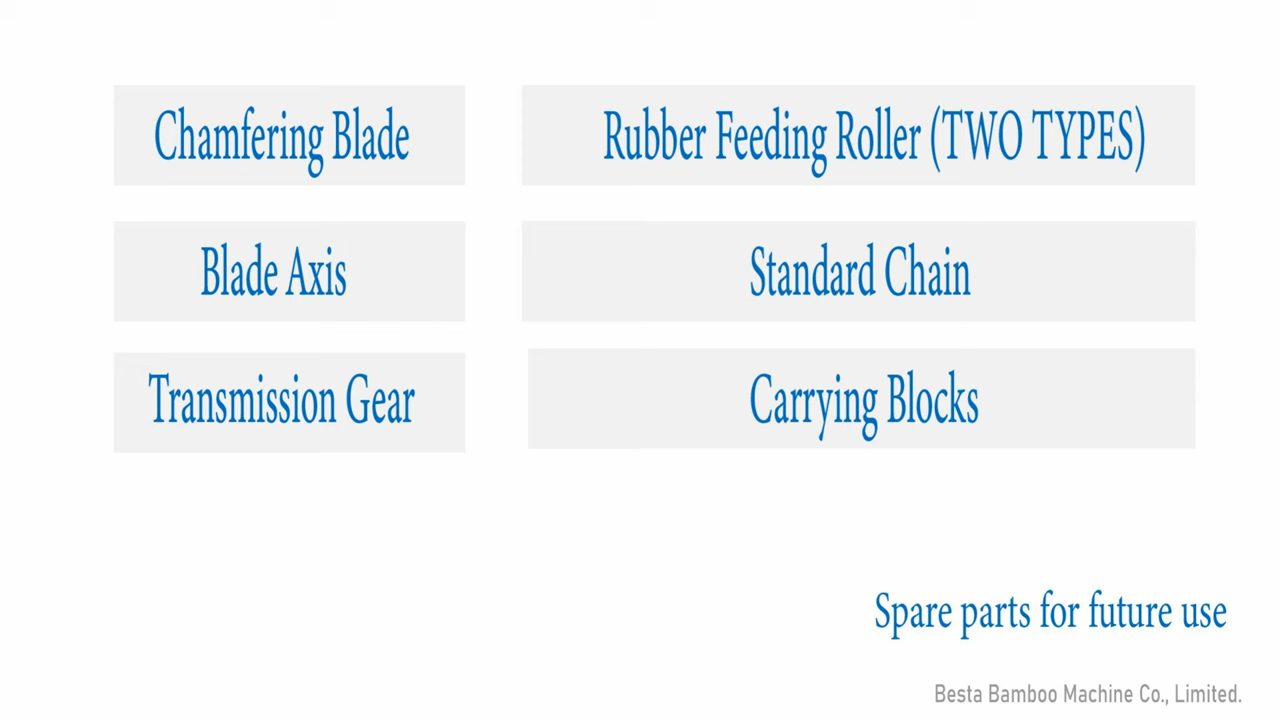 Chamfering Blade
Rubber Feeding Roller (TWO TYPES)
Blade Axis
Standard Chain
Transmission Gear
Carrying Blocks
Spare parts for future use
Besta Bamboo Machine Co., Limited.